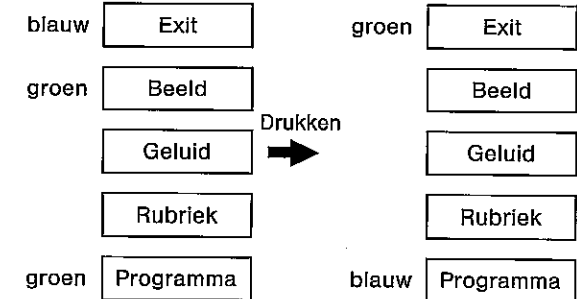 blauw Exit
groen Beeld
Geluid
Rubriek
groen Programma
Drukken
groen Exit
Beeld
Geluid
Rubriek
blauw Programma